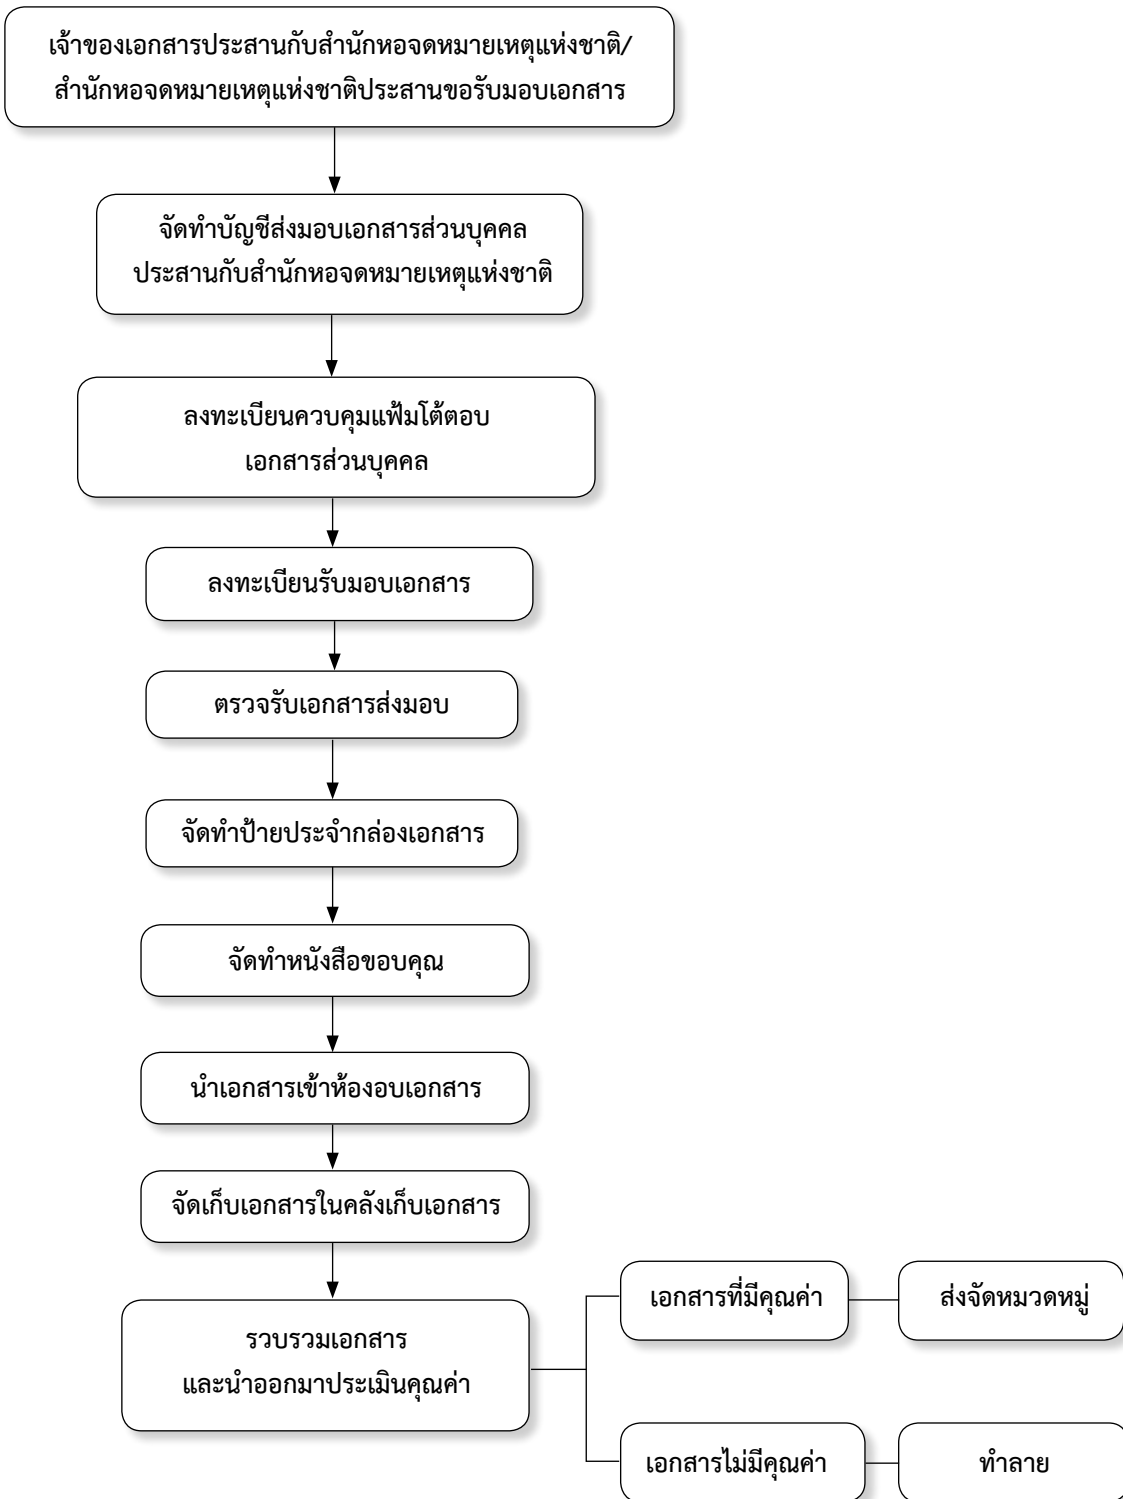 เจ้าของเอกสารประสานกับสำนักหอจดหมายเหตุแห่งชาติ/
สำนักหอจดหมายเหตุแห่งชาติประสานขอรับมอบเอกสาร
จัดทำบัญชีส่งมอบเอกสารส่วนบุคคล
ประสานกับสำนักหอจดหมายเหตุแห่งชาติ
ลงทะเบียนควบคุมแฟ้มโต้ตอบ
เอกสารส่วนบุคคล
ลงทะเบียนรับมอบเอกสาร
ตรวจรับเอกสารส่งมอบ
จัดทำป้ายประจำกล่องเอกสาร
จัดทำหนังสือขอบคุณ
นำเอกสารเข้าห้องอบเอกสาร
จัดเก็บเอกสารในคลังเก็บเอกสาร
รวบรวมเอกสาร
และนำออกมาประเมินคุณค่า
เอกสารที่มีคุณค่า
ส่งจัดหมวดหมู่
เอกสารไม่มีคุณค่า
ทำลาย